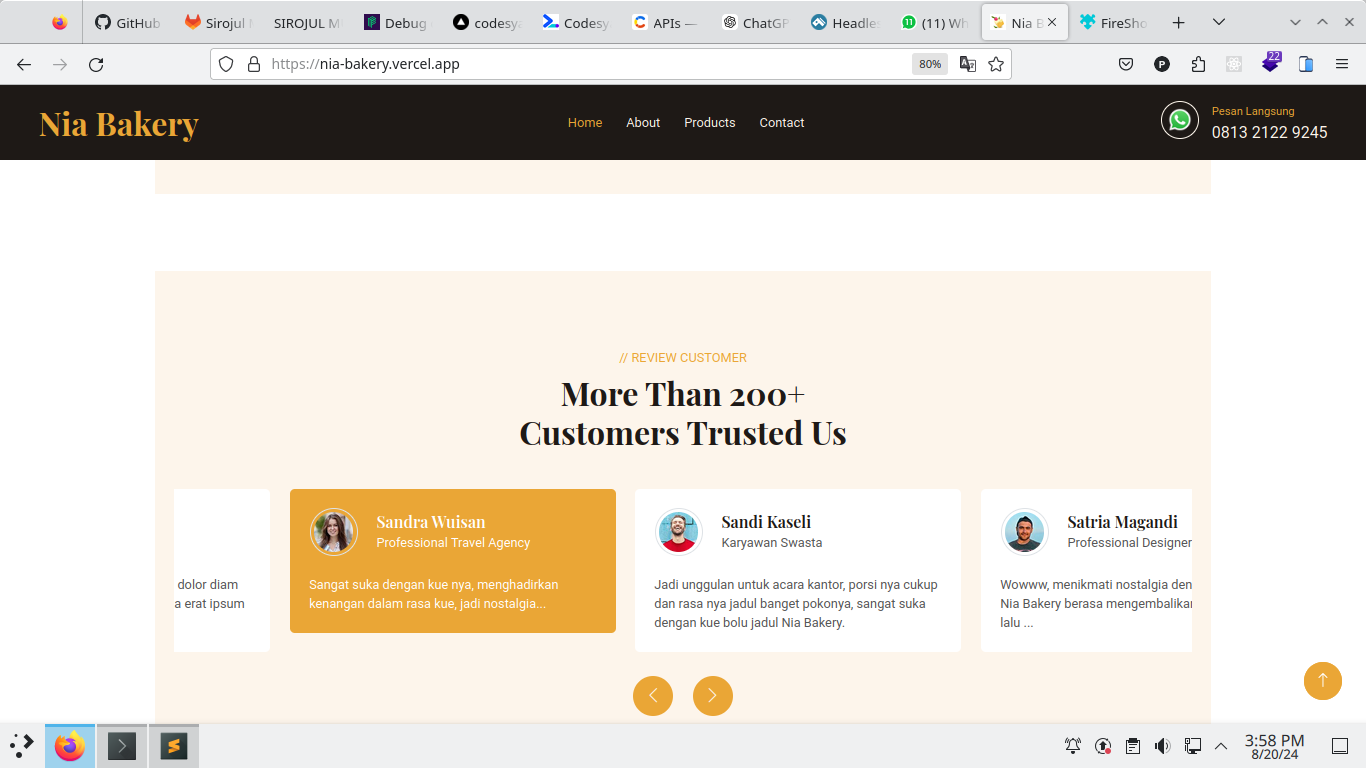 GitHub
Sirojul M
SIROJUL M
Debug
codesya
Codesy
APIs —
ChatGP
Headles
(11) Wh
Nia B
FireSho
https://nia-bakery.vercel.app
80%
22
Nia Bakery
Home
About
Products
Contact
Pesan Langsung
0813 2122 9245
// REVIEW CUSTOMER
More Than 200+
Customers Trusted Us
dolor diam
a erat ipsum
Sandra Wuisan
Professional Travel Agency
Sangat suka dengan kue nya, menghadirkan
kenangan dalam rasa kue, jadi nostalgia...
Sandi Kaseli
Karyawan Swasta
Jadi unggulan untuk acara kantor, porsi nya cukup
dan rasa nya jadul banget pokonya, sangat suka
dengan kue bolu jadul Nia Bakery.
Satria Magandi
Professional Designer
Wowww, menikmati nostalgia den
Nia Bakery berasa mengembalikan
lalu ...
3:58 PM
8/20/24